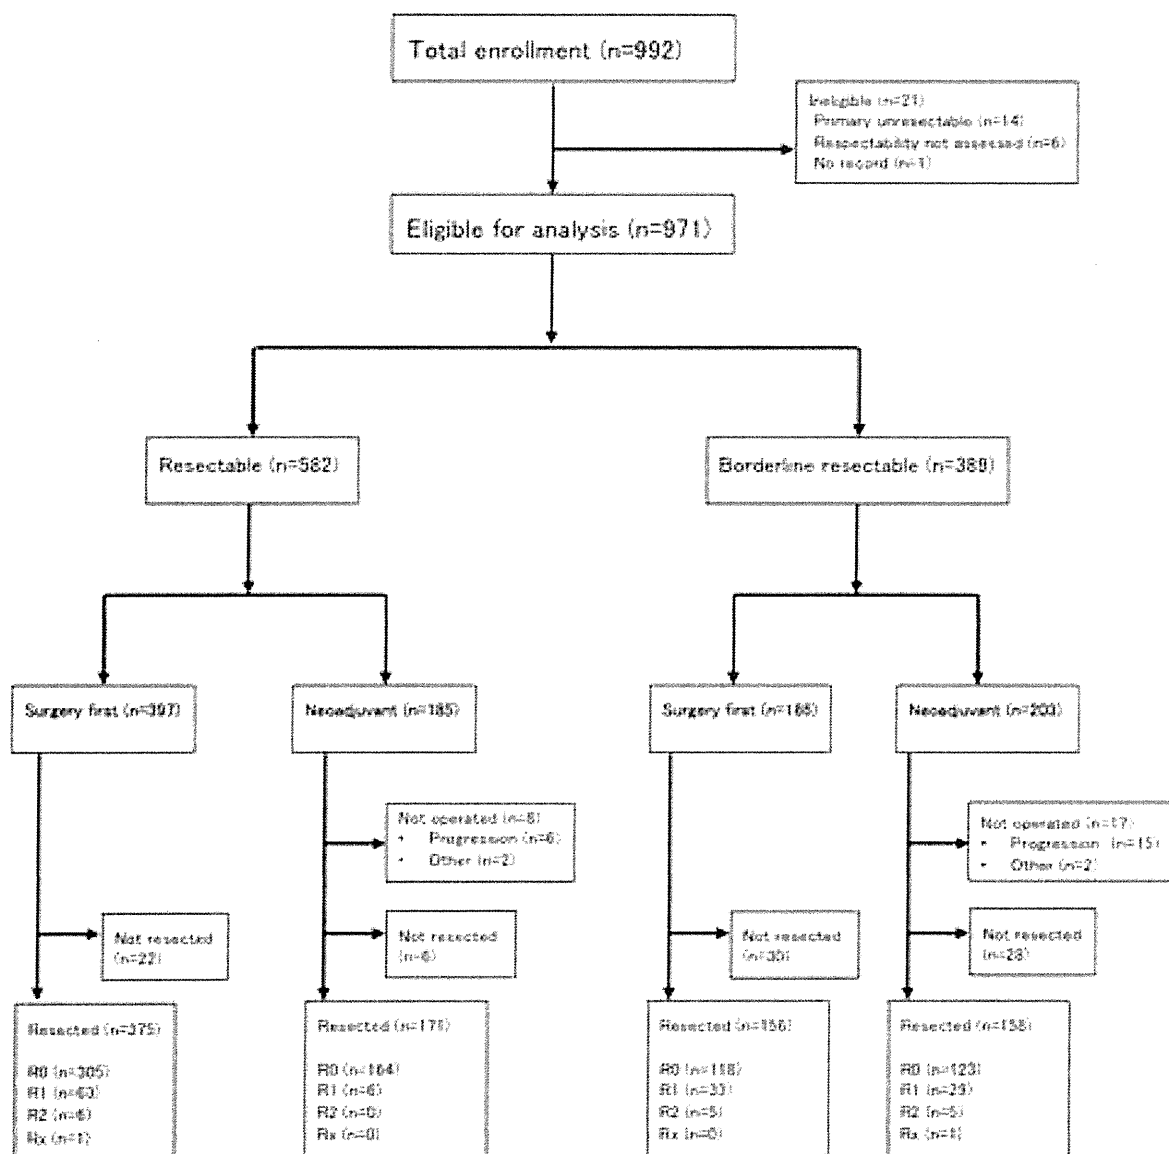 Total enrollment (n=992)
Ineligible (n=21)
Primary unresectable (n=14)
Respectability not assessed (n=6)
No record (n=1)
Eligible for analysis (n=971)
Resectable (n=582)
Borderline resectable (n=389)
Surgery first (n=397)
Neoadjuvant (n=185)
Surgery first (n=186)
Neoadjuvant (n=203)
Not operated (n=8)
• Progression (n=6)
• Other (n=2)
Not operated (n=17)
• Progression (n=15)
• Other (n=2)
Not resected
(n=22)
Not resected
(n=6)
Not resected
(n=30)
Not resected
(n=28)
Resected (n=375)
R0 (n=305)
R1 (n=63)
R2 (n=6)
Rx (n=1)
Resected (n=171)
R0 (n=164)
R1 (n=6)
R2 (n=0)
Rx (n=0)
Resected (n=156)
R0 (n=118)
R1 (n=33)
R2 (n=5)
Rx (n=0)
Resected (n=158)
R0 (n=123)
R1 (n=29)
R2 (n=5)
Rx (n=1)